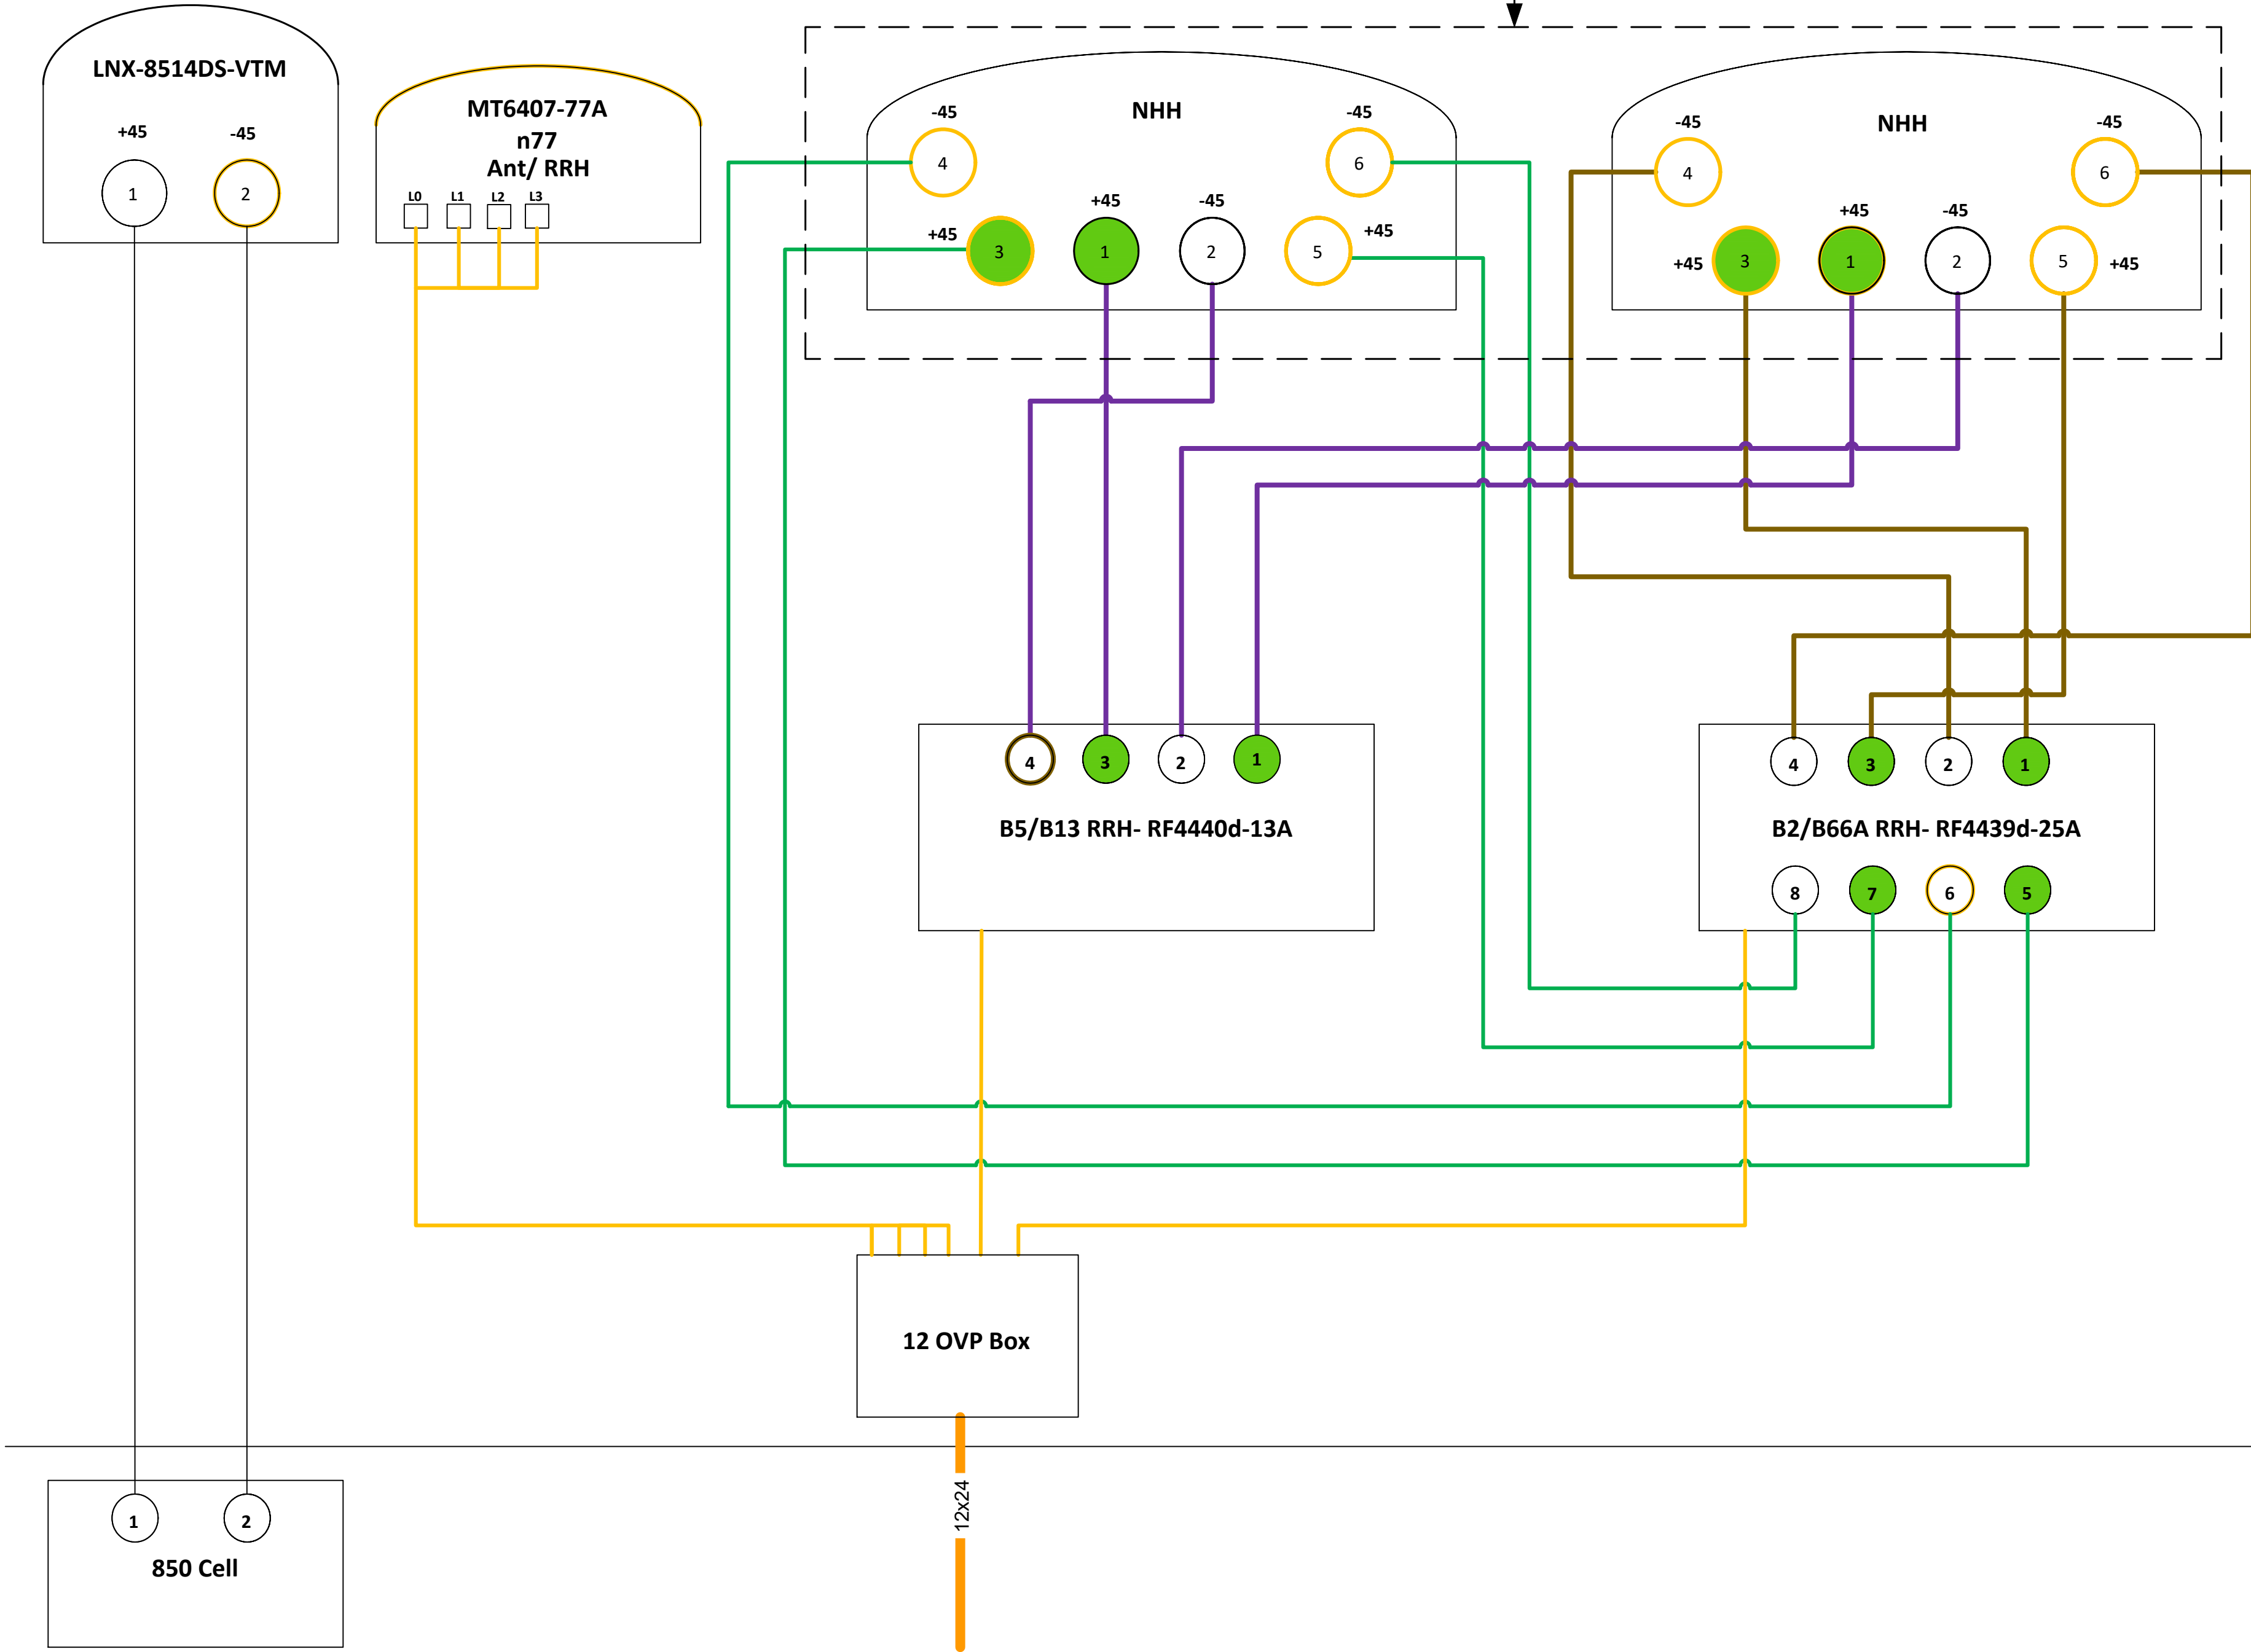 LNX-8514DS-VTM
+45
-45
1
2
MT6407-77A
n77
Ant/ RRH
L0
L1
L2
L3
NHH
-45
-45
4
6
+45
-45
+45
+45
3
1
2
5
NHH
-45
-45
4
6
+45
-45
+45
+45
3
1
2
5
4
3
2
1
B5/B13 RRH- RF4440d-13A
4
3
2
1
B2/B66A RRH- RF4439d-25A
8
7
6
5
12 OVP Box
12x24
1
2
850 Cell